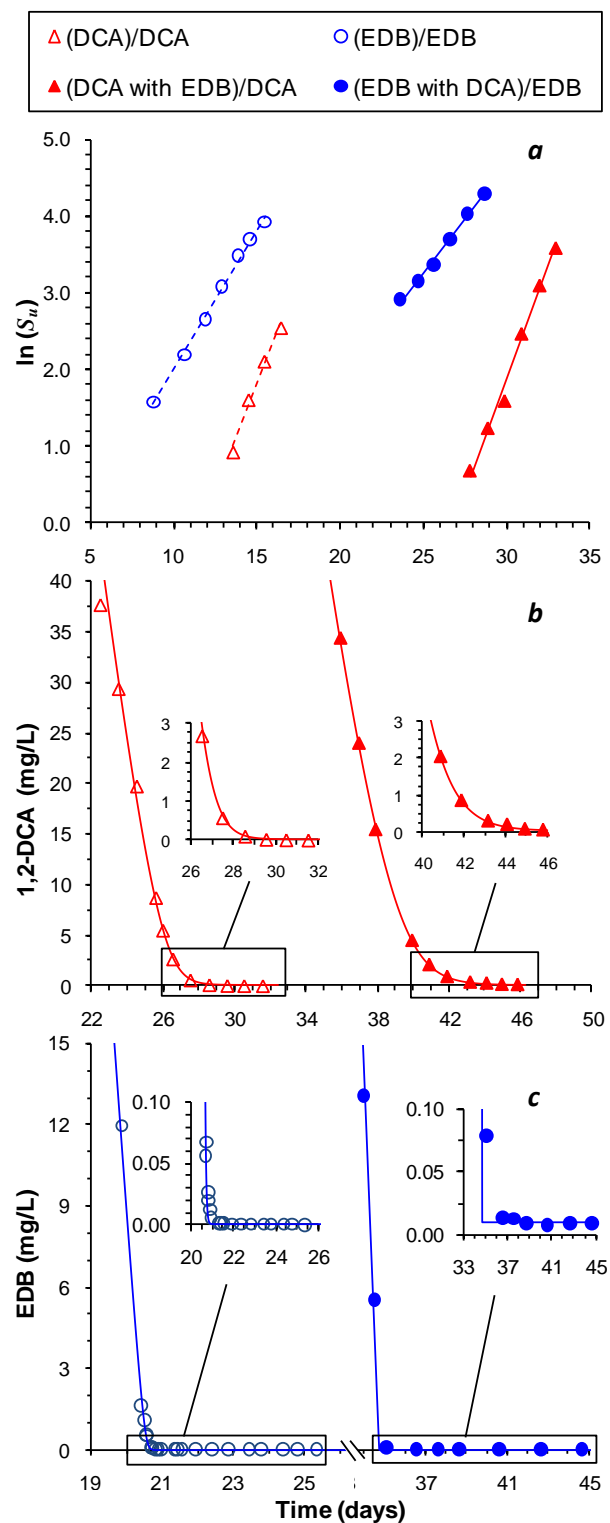 (DCA)/DCA (EDB)/EDB
(DCA with EDB)/DCA (EDB with DCA)/EDB
a
ln (Su)
5.0
4.0
3.0
2.0
1.0
0.0
5 10 15 20 25 30 35
b
1,2-DCA (mg/L)
40
35
30
25
20
15
10
5
0
3
2
1
0
26 28 30 32
3
2
1
0
40 42 44 46
22 26 30 34 38 42 46 50
c
EDB (mg/L)
15
12
9
6
3
0
0.10
0.05
0.00
20 22 24 26
0.10
0.05
0.00
33 37 41 45
19 21 23 25 37 41 45
Time (days)